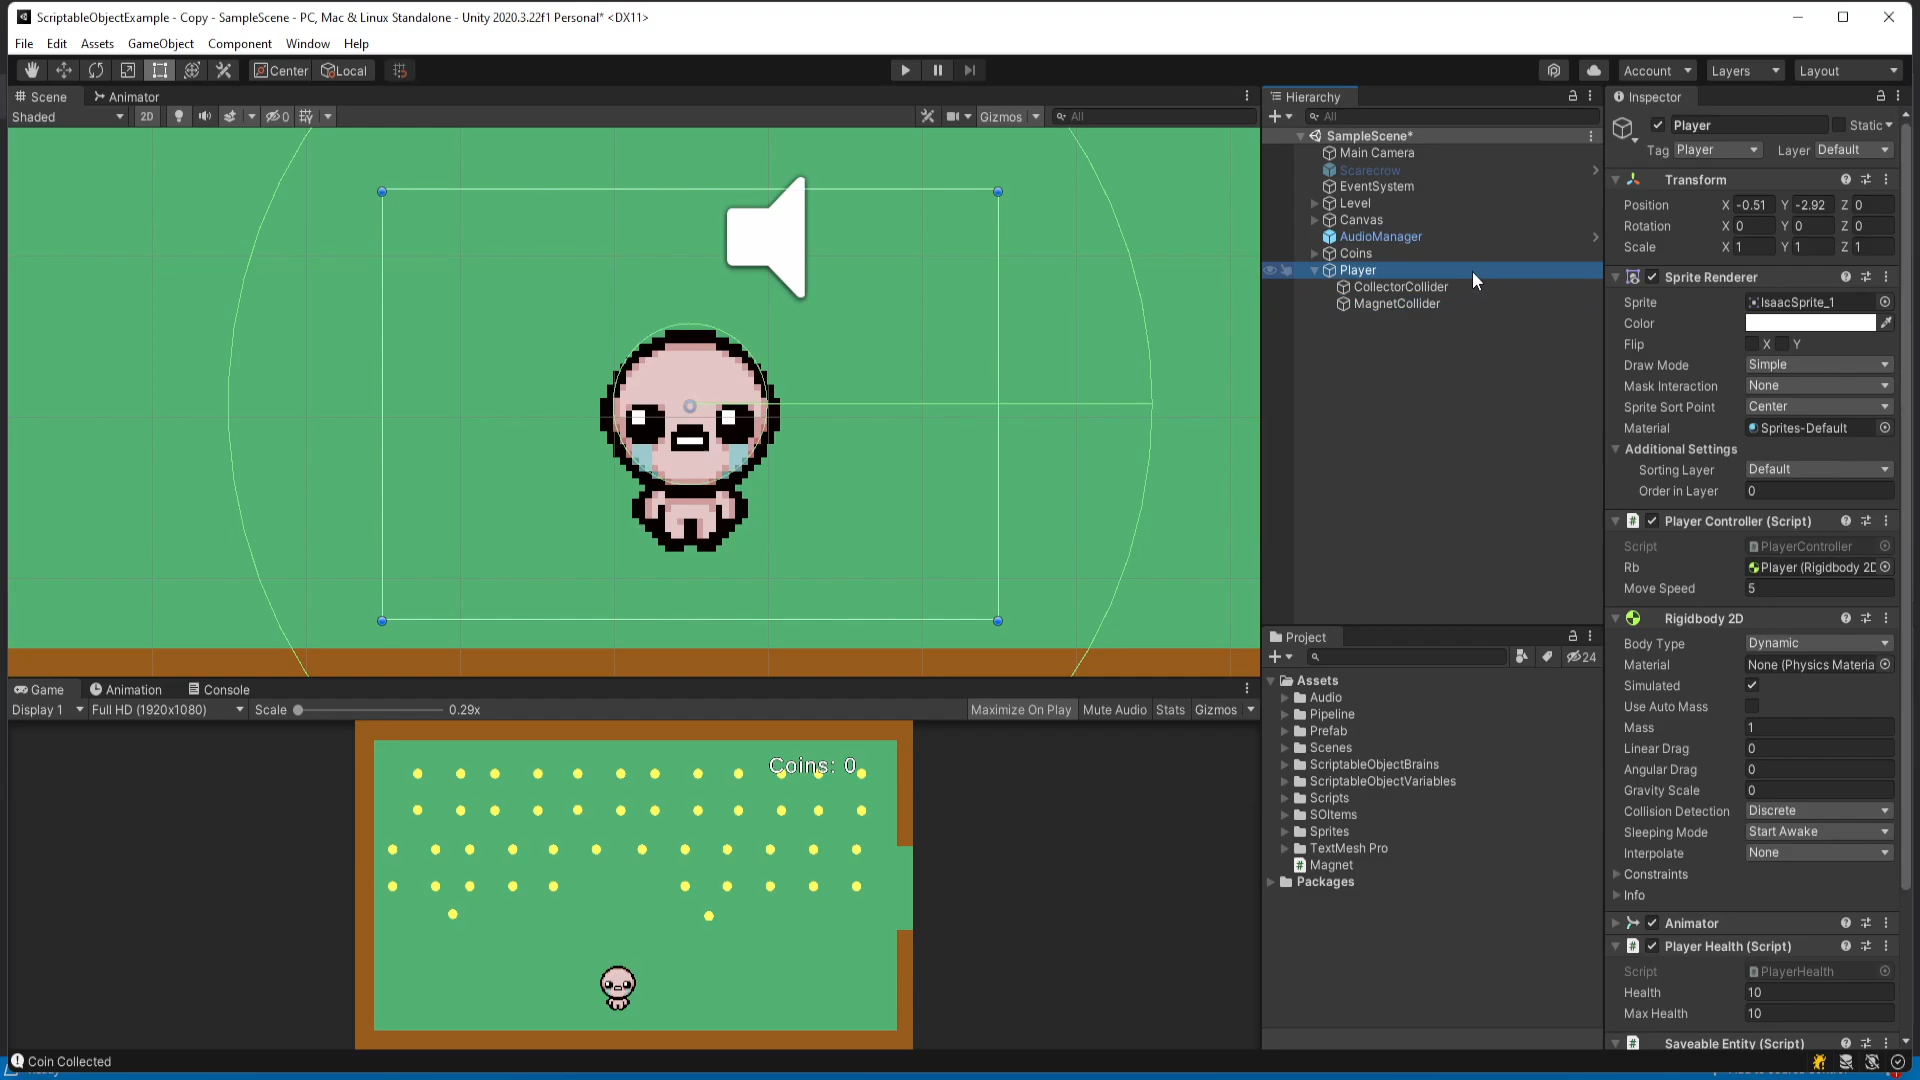 ScriptableObjectExample - Copy - SampleScene - PC, Mac & Linux Standalone - Unity 2020.3.22f1 Personal* <DX11>
File Edit Assets GameObject Component Window Help
Center Local Account Layers Layout
Scene Animator
Shaded 2D 0 Gizmos All
Hierarchy
All
SampleScene*
Main Camera
Scarecrow
EventSystem
Level
Canvas
AudioManager
Coins
Player
CollectorCollider
MagnetCollider
Game Animation Console
Display 1 Full HD (1920x1080) Scale 0.29x Maximize On Play Mute Audio Stats Gizmos
Coins: 0
Project
24
Assets
Audio
Pipeline
Prefab
Scenes
ScriptableObjectBrains
ScriptableObjectVariables
Scripts
SOItems
Sprites
TextMesh Pro
Magnet
Packages
Inspector
Player Static
Tag Player Layer Default
Transform
Position X -0.51 Y -2.92 Z 0
Rotation X 0 Y 0 Z 0
Scale X 1 Y 1 Z 1
Sprite Renderer
Sprite IsaacSprite_1
Color
Flip X Y
Draw Mode Simple
Mask Interaction None
Sprite Sort Point Center
Material Sprites-Default
Additional Settings
Sorting Layer Default
Order in Layer 0
Player Controller (Script)
Script PlayerController
Rb Player (Rigidbody 2D
Move Speed 5
Rigidbody 2D
Body Type Dynamic
Material None (Physics Materia
Simulated
Use Auto Mass
Mass 1
Linear Drag 0
Angular Drag 0
Gravity Scale 0
Collision Detection Discrete
Sleeping Mode Start Awake
Interpolate None
Constraints
Info
Animator
Player Health (Script)
Script PlayerHealth
Health 10
Max Health 10
Saveable Entity (Script)
Coin Collected